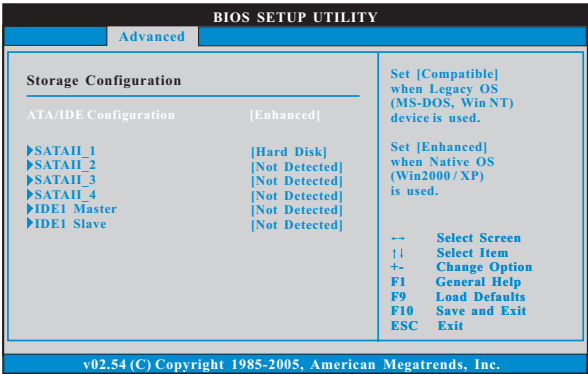 BIOS SETUP UTILITY
Advanced
Storage Configuration
ATA/IDE Configuration [Enhanced]
SATAII_1 [Hard Disk]
SATAII_2 [Not Detected]
SATAII_3 [Not Detected]
SATAII_4 [Not Detected]
IDE1 Master [Not Detected]
IDE1 Slave [Not Detected]
Set [Compatible]
when Legacy OS
(MS-DOS, Win NT)
device is used.
Set [Enhanced]
when Native OS
(Win2000 / XP)
is used.
←→ Select Screen
↑↓ Select Item
+- Change Option
F1 General Help
F9 Load Defaults
F10 Save and Exit
ESC Exit
v02.54 (C) Copyright 1985-2005, American Megatrends, Inc.